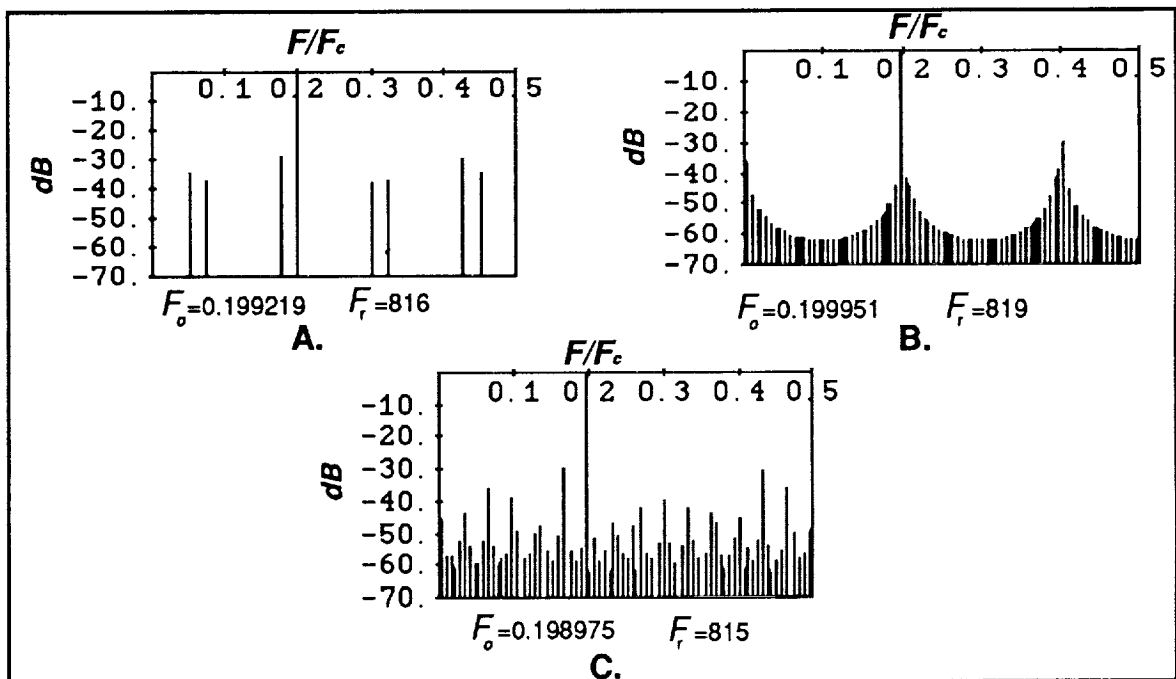 F/Fc
0.1 0.2 0.3 0.4 0.5
-10.
-20.
-30.
-40.
-50.
-60.
-70.
dB
Fo=0.199219 Fr=816
A.
F/Fc
0.1 0.2 0.3 0.4 0.5
-10.
-20.
-30.
-40.
-50.
-60.
-70.
dB
Fo=0.199951 Fr=819
B.
F/Fc
0.1 0.2 0.3 0.4 0.5
-10.
-20.
-30.
-40.
-50.
-60.
-70.
dB
Fo=0.198975 Fr=815
C.